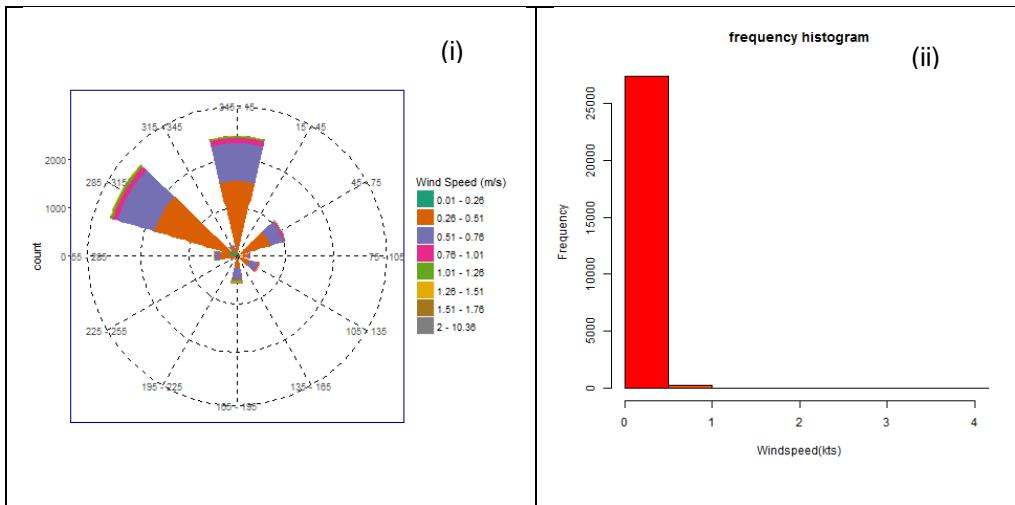 (i)
345 - 15
315 - 345
15 - 45
285 - 315
45 - 75
55 - 285
75 - 105
225 - 255
105 - 135
195 - 225
135 - 165
165 - 195
2000
1000
0
count
Wind Speed (m/s)
0.01 - 0.26
0.26 - 0.51
0.51 - 0.76
0.76 - 1.01
1.01 - 1.26
1.26 - 1.51
1.51 - 1.76
2 - 10.36
frequency histogram
(ii)
Frequency
25000
20000
15000
10000
5000
0
0 1 2 3 4
Windspeed(kts)